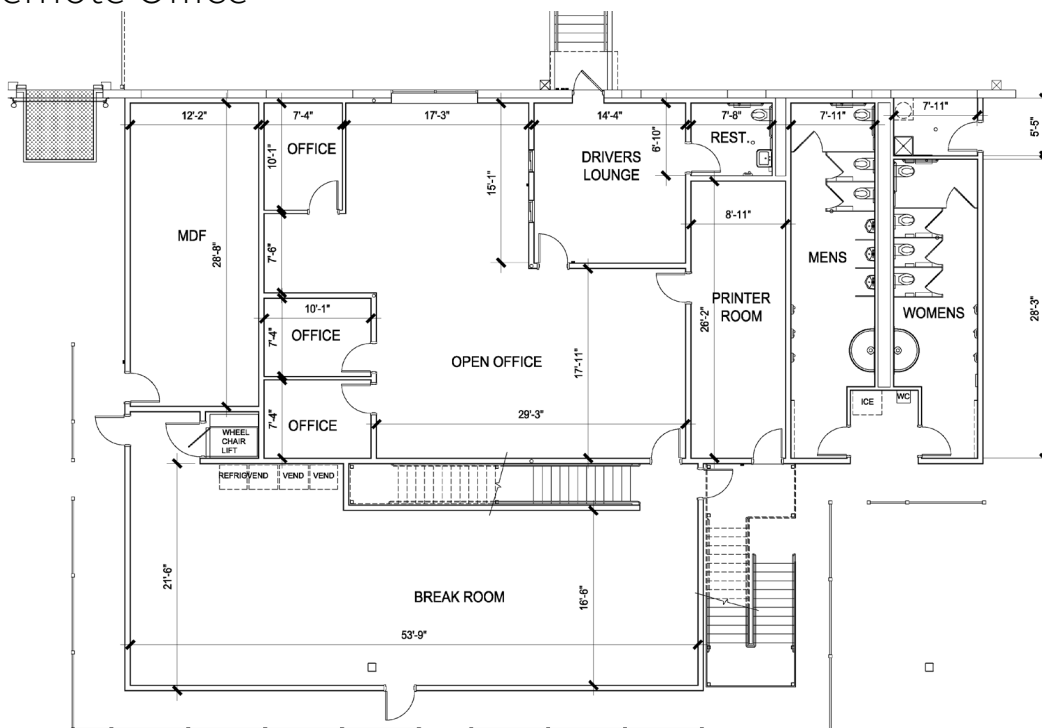 emote Office
12'-2"
7'-4"
17'-3"
14'-4"
7'-8"
7'-11"
7'-11"
5'-5"
10'-1"
OFFICE
6'-10"
REST.
DRIVERS
LOUNGE
15'-1"
8'-11"
MDF
28'-8"
7'-6"
MENS
PRINTER
ROOM
26'-2"
WOMENS
28'-3"
10'-1"
7'-4"
OFFICE
OPEN OFFICE
17'-11"
29'-3"
7'-4"
OFFICE
ICE
WC
WHEEL
CHAIR
LIFT
REFRIG
VEND
VEND
VEND
21'-6"
16'-6"
BREAK ROOM
53'-9"